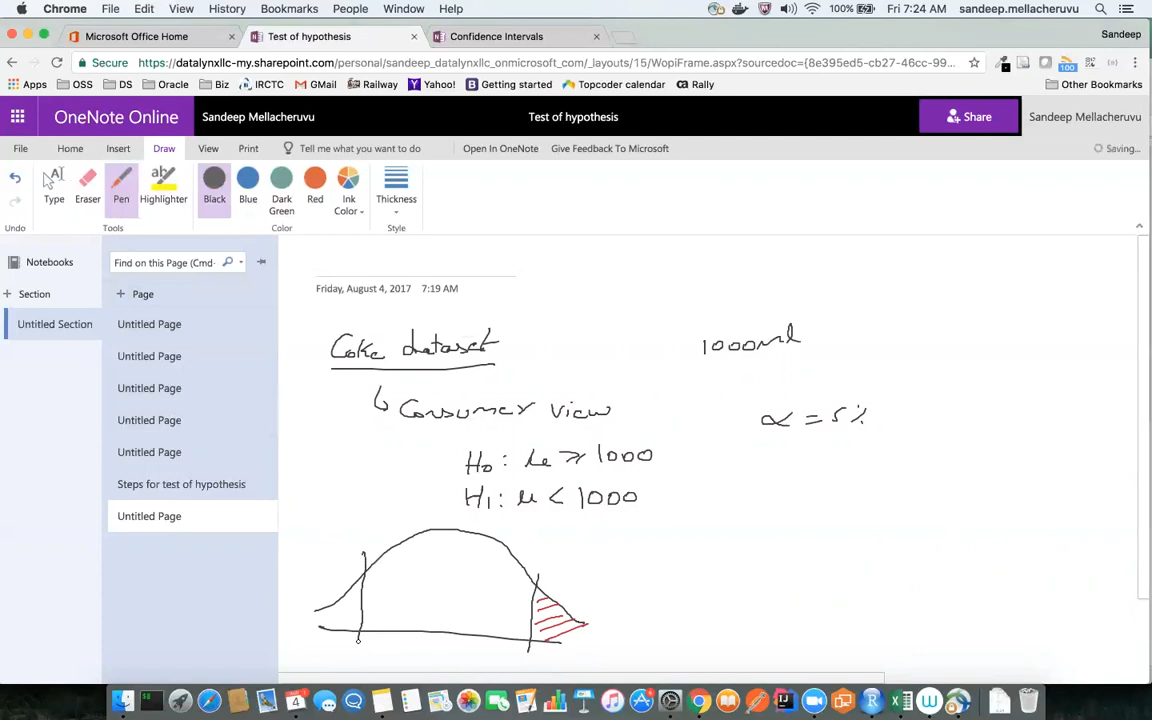 Chrome File Edit View History Bookmarks People Window Help 100% Fri 7:24 AM sandeep.mellacheruvu
Microsoft Office Home × Test of hypothesis × Confidence Intervals × Sandeep
Secure https://datalynxllc-my.sharepoint.com/personal/sandeep_datalynxllc_onmicrosoft_com/_layouts/15/WopiFrame.aspx?sourcedoc={8e395ed5-cb27-46cc-99... 100
Apps OSS DS Oracle Biz IRCTC GMail Railway Yahoo! Getting started Topcoder calendar Rally Other Bookmarks
OneNote Online Sandeep Mellacheruvu Test of hypothesis Share Sandeep Mellacheruvu
File Home Insert Draw View Print Tell me what you want to do Open In OneNote Give Feedback To Microsoft Saving...
Type Eraser Pen Highlighter Black Blue Dark Green Red Ink Color Thickness
Undo Tools Color Style
Notebooks
Find on this Page (Cmd-
+ Section
+ Page
Untitled Section
Untitled Page
Untitled Page
Untitled Page
Untitled Page
Untitled Page
Steps for test of hypothesis
Untitled Page
Friday, August 4, 2017 7:19 AM
Coke dataset 1000ml
↳ Consumer view
α = 5%
H₀ : μ ≥ 1000
H₁ : μ < 1000